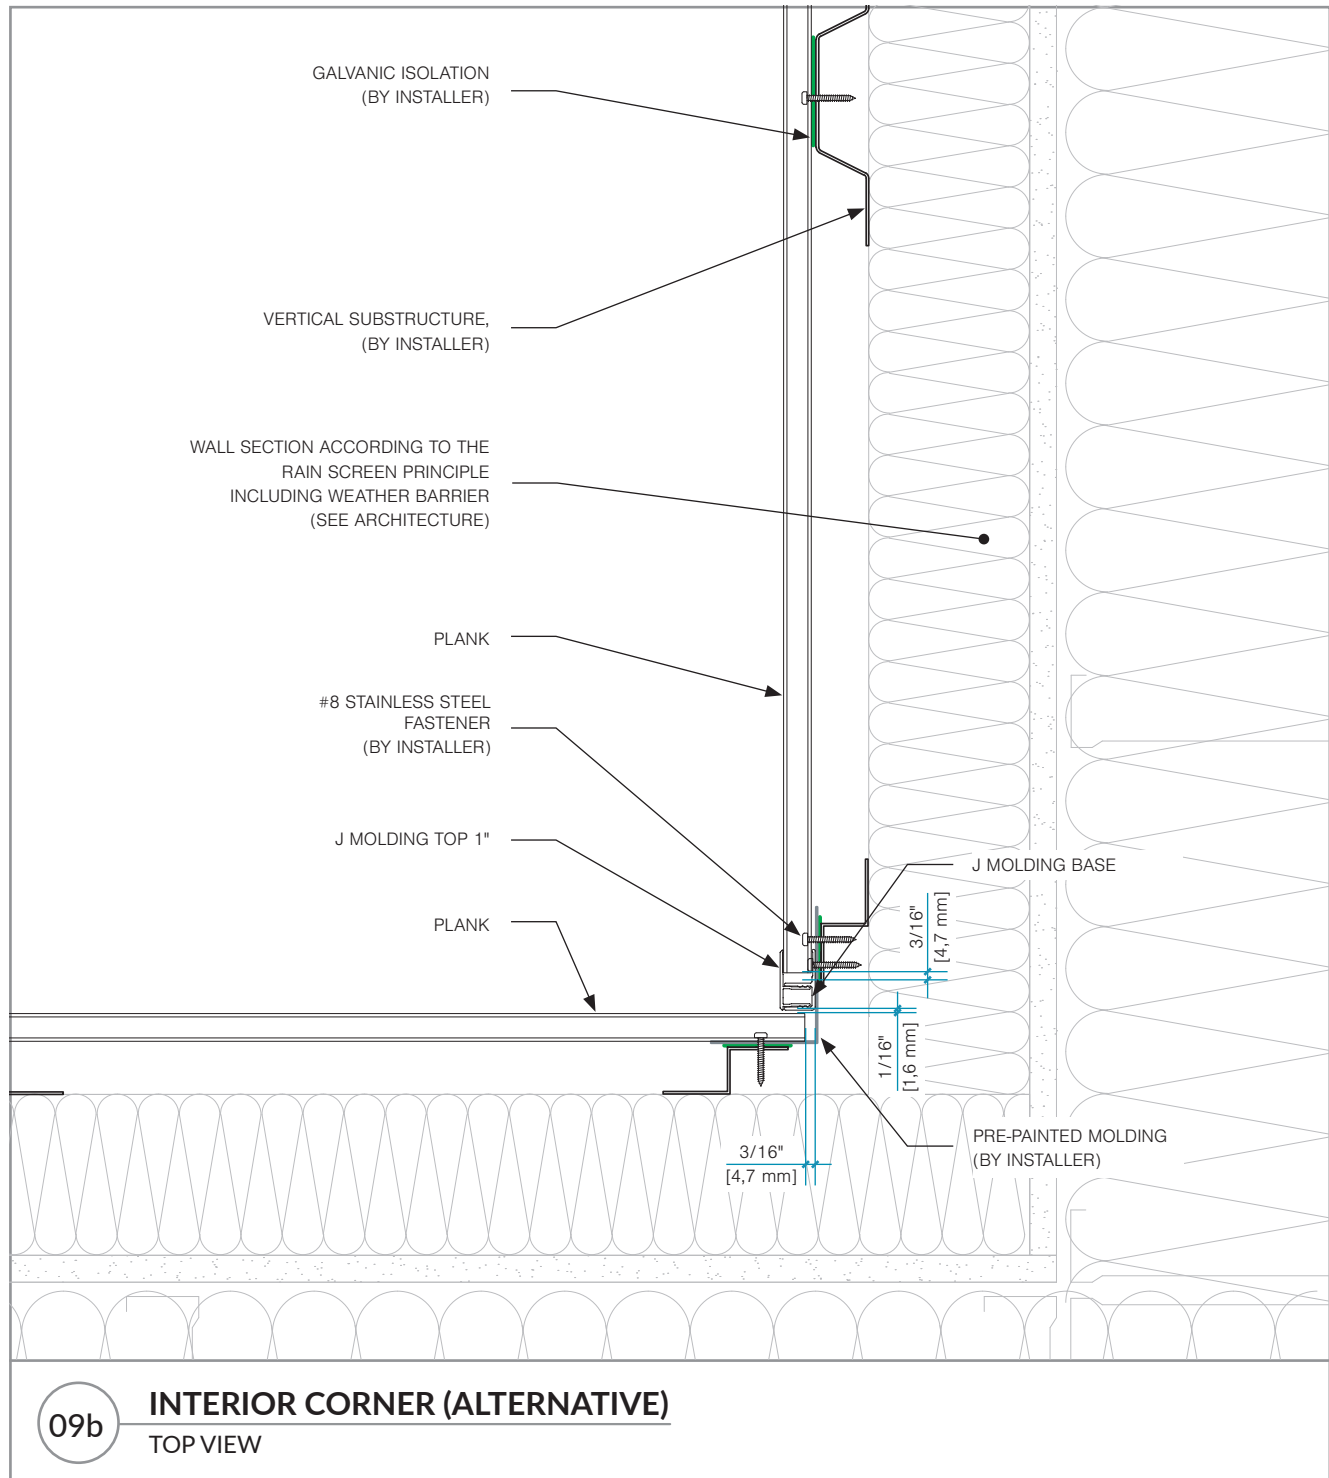 GALVANIC ISOLATION
(BY INSTALLER)
VERTICAL SUBSTRUCTURE,
(BY INSTALLER)
WALL SECTION ACCORDING TO THE
RAIN SCREEN PRINCIPLE
INCLUDING WEATHER BARRIER
(SEE ARCHITECTURE)
PLANK
#8 STAINLESS STEEL
FASTENER
(BY INSTALLER)
J MOLDING TOP 1"
J MOLDING BASE
PLANK
3/16"
[4,7 mm]
1/16"
[1,6 mm]
PRE-PAINTED MOLDING
(BY INSTALLER)
3/16"
[4,7 mm]
09b
INTERIOR CORNER (ALTERNATIVE)
TOP VIEW